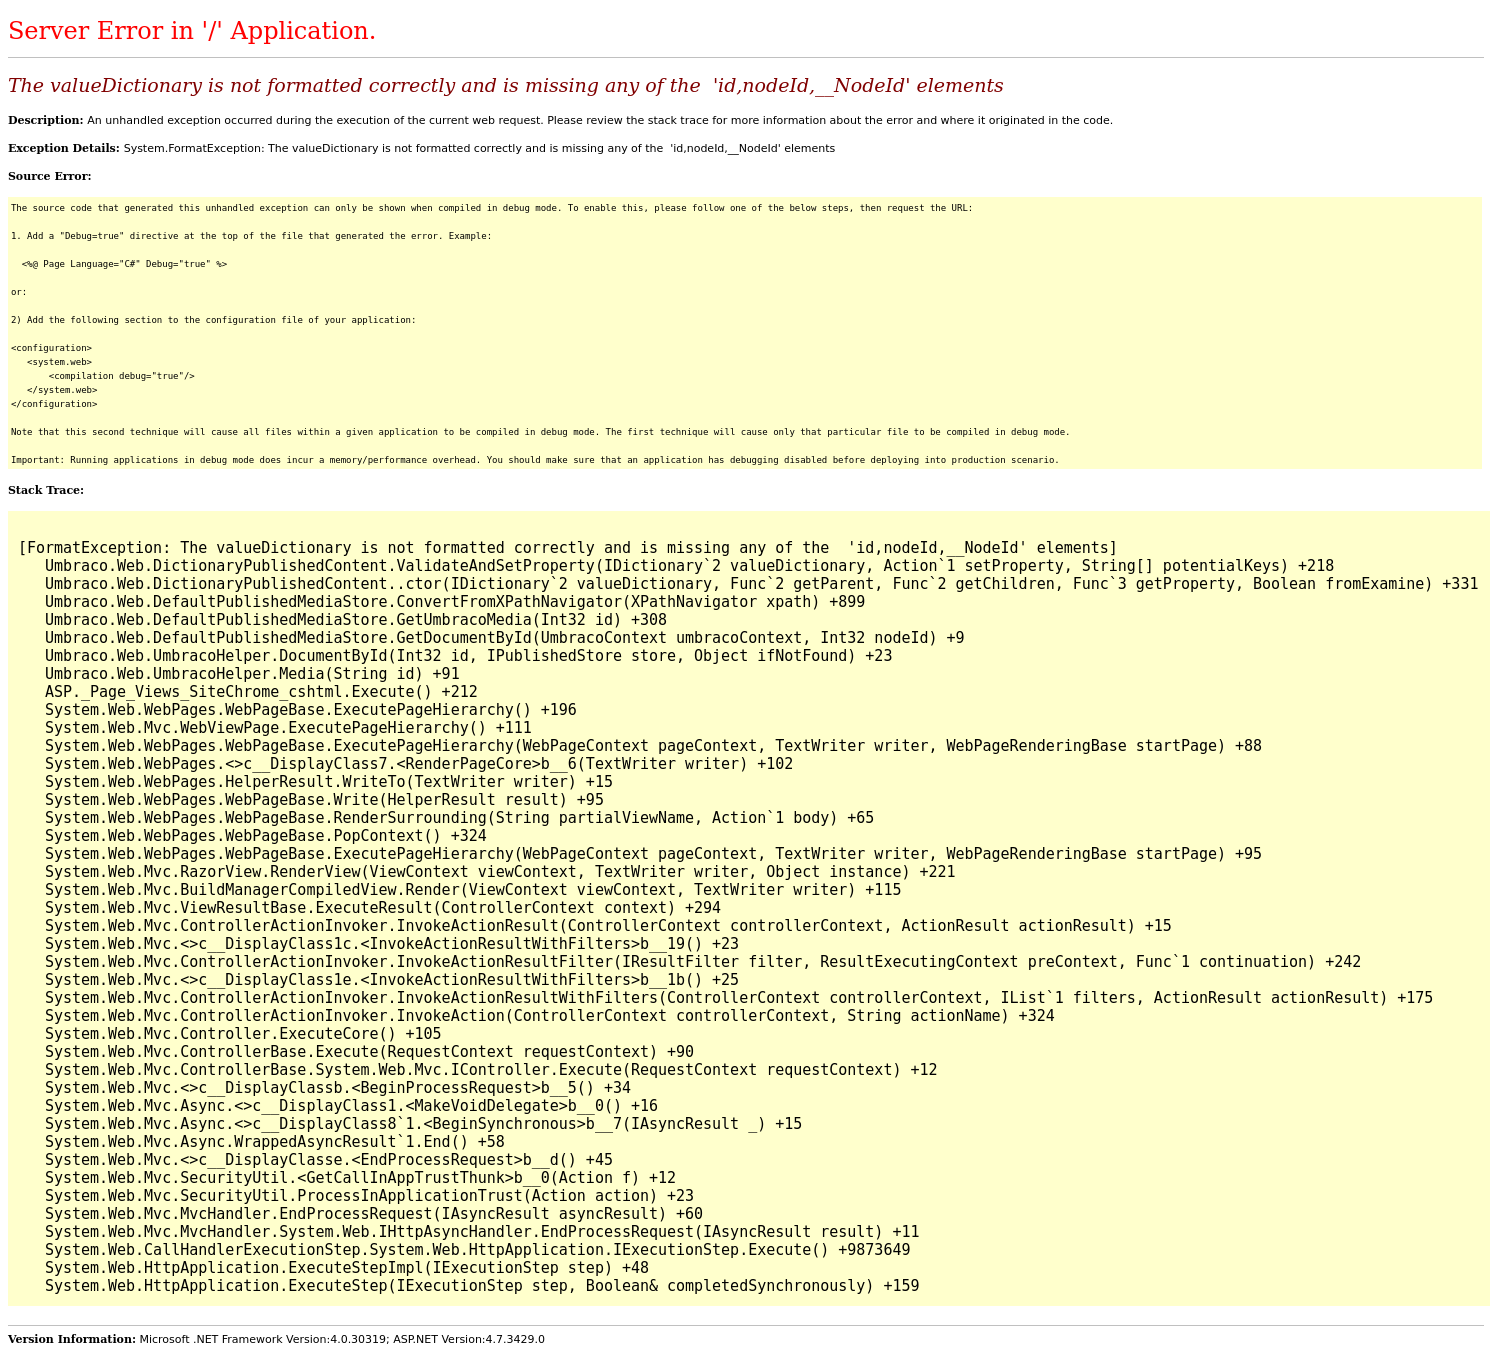 Server Error in '/' Application.
The valueDictionary is not formatted correctly and is missing any of the  'id,nodeId,__NodeId' elements
Description: An unhandled exception occurred during the execution of the current web request. Please review the stack trace for more information about the error and where it originated in the code.
Exception Details: System.FormatException: The valueDictionary is not formatted correctly and is missing any of the  'id,nodeId,__NodeId' elements
Source Error:
The source code that generated this unhandled exception can only be shown when compiled in debug mode. To enable this, please follow one of the below steps, then request the URL:
1. Add a "Debug=true" directive at the top of the file that generated the error. Example:
  <%@ Page Language="C#" Debug="true" %>
or:
2) Add the following section to the configuration file of your application:
<configuration>
   <system.web>
       <compilation debug="true"/>
   </system.web>
</configuration>
Note that this second technique will cause all files within a given application to be compiled in debug mode. The first technique will cause only that particular file to be compiled in debug mode.
Important: Running applications in debug mode does incur a memory/performance overhead. You should make sure that an application has debugging disabled before deploying into production scenario.
Stack Trace:
[FormatException: The valueDictionary is not formatted correctly and is missing any of the  'id,nodeId,__NodeId' elements]
   Umbraco.Web.DictionaryPublishedContent.ValidateAndSetProperty(IDictionary`2 valueDictionary, Action`1 setProperty, String[] potentialKeys) +218
   Umbraco.Web.DictionaryPublishedContent..ctor(IDictionary`2 valueDictionary, Func`2 getParent, Func`2 getChildren, Func`3 getProperty, Boolean fromExamine) +331
   Umbraco.Web.DefaultPublishedMediaStore.ConvertFromXPathNavigator(XPathNavigator xpath) +899
   Umbraco.Web.DefaultPublishedMediaStore.GetUmbracoMedia(Int32 id) +308
   Umbraco.Web.DefaultPublishedMediaStore.GetDocumentById(UmbracoContext umbracoContext, Int32 nodeId) +9
   Umbraco.Web.UmbracoHelper.DocumentById(Int32 id, IPublishedStore store, Object ifNotFound) +23
   Umbraco.Web.UmbracoHelper.Media(String id) +91
   ASP._Page_Views_SiteChrome_cshtml.Execute() +212
   System.Web.WebPages.WebPageBase.ExecutePageHierarchy() +196
   System.Web.Mvc.WebViewPage.ExecutePageHierarchy() +111
   System.Web.WebPages.WebPageBase.ExecutePageHierarchy(WebPageContext pageContext, TextWriter writer, WebPageRenderingBase startPage) +88
   System.Web.WebPages.<>c__DisplayClass7.<RenderPageCore>b__6(TextWriter writer) +102
   System.Web.WebPages.HelperResult.WriteTo(TextWriter writer) +15
   System.Web.WebPages.WebPageBase.Write(HelperResult result) +95
   System.Web.WebPages.WebPageBase.RenderSurrounding(String partialViewName, Action`1 body) +65
   System.Web.WebPages.WebPageBase.PopContext() +324
   System.Web.WebPages.WebPageBase.ExecutePageHierarchy(WebPageContext pageContext, TextWriter writer, WebPageRenderingBase startPage) +95
   System.Web.Mvc.RazorView.RenderView(ViewContext viewContext, TextWriter writer, Object instance) +221
   System.Web.Mvc.BuildManagerCompiledView.Render(ViewContext viewContext, TextWriter writer) +115
   System.Web.Mvc.ViewResultBase.ExecuteResult(ControllerContext context) +294
   System.Web.Mvc.ControllerActionInvoker.InvokeActionResult(ControllerContext controllerContext, ActionResult actionResult) +15
   System.Web.Mvc.<>c__DisplayClass1c.<InvokeActionResultWithFilters>b__19() +23
   System.Web.Mvc.ControllerActionInvoker.InvokeActionResultFilter(IResultFilter filter, ResultExecutingContext preContext, Func`1 continuation) +242
   System.Web.Mvc.<>c__DisplayClass1e.<InvokeActionResultWithFilters>b__1b() +25
   System.Web.Mvc.ControllerActionInvoker.InvokeActionResultWithFilters(ControllerContext controllerContext, IList`1 filters, ActionResult actionResult) +175
   System.Web.Mvc.ControllerActionInvoker.InvokeAction(ControllerContext controllerContext, String actionName) +324
   System.Web.Mvc.Controller.ExecuteCore() +105
   System.Web.Mvc.ControllerBase.Execute(RequestContext requestContext) +90
   System.Web.Mvc.ControllerBase.System.Web.Mvc.IController.Execute(RequestContext requestContext) +12
   System.Web.Mvc.<>c__DisplayClassb.<BeginProcessRequest>b__5() +34
   System.Web.Mvc.Async.<>c__DisplayClass1.<MakeVoidDelegate>b__0() +16
   System.Web.Mvc.Async.<>c__DisplayClass8`1.<BeginSynchronous>b__7(IAsyncResult _) +15
   System.Web.Mvc.Async.WrappedAsyncResult`1.End() +58
   System.Web.Mvc.<>c__DisplayClasse.<EndProcessRequest>b__d() +45
   System.Web.Mvc.SecurityUtil.<GetCallInAppTrustThunk>b__0(Action f) +12
   System.Web.Mvc.SecurityUtil.ProcessInApplicationTrust(Action action) +23
   System.Web.Mvc.MvcHandler.EndProcessRequest(IAsyncResult asyncResult) +60
   System.Web.Mvc.MvcHandler.System.Web.IHttpAsyncHandler.EndProcessRequest(IAsyncResult result) +11
   System.Web.CallHandlerExecutionStep.System.Web.HttpApplication.IExecutionStep.Execute() +9873649
   System.Web.HttpApplication.ExecuteStepImpl(IExecutionStep step) +48
   System.Web.HttpApplication.ExecuteStep(IExecutionStep step, Boolean& completedSynchronously) +159
Version Information: Microsoft .NET Framework Version:4.0.30319; ASP.NET Version:4.7.3429.0